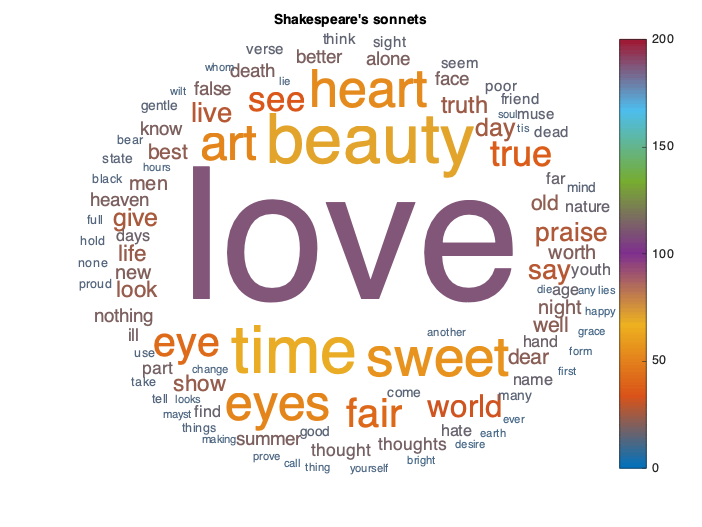 Shakespeare's sonnets
think sight
verse
better alone
whom death seem
lie face
wilt false see heart poor
gentle live truth friend
soul muse
know art beauty day tis dead
bear best true
state hours
black men far mind
heaven love old nature
full give
hold days praise
none life worth
new say youth
proud look die age any lies
nothing night happy
ill another well grace
use eye time sweet hand form
part change dear first
take show name
tell looks eyes come many
mayst find fair world ever
things good hate earth
making summer thought thoughts desire
prove call thing yourself bright
200
150
100
50
0